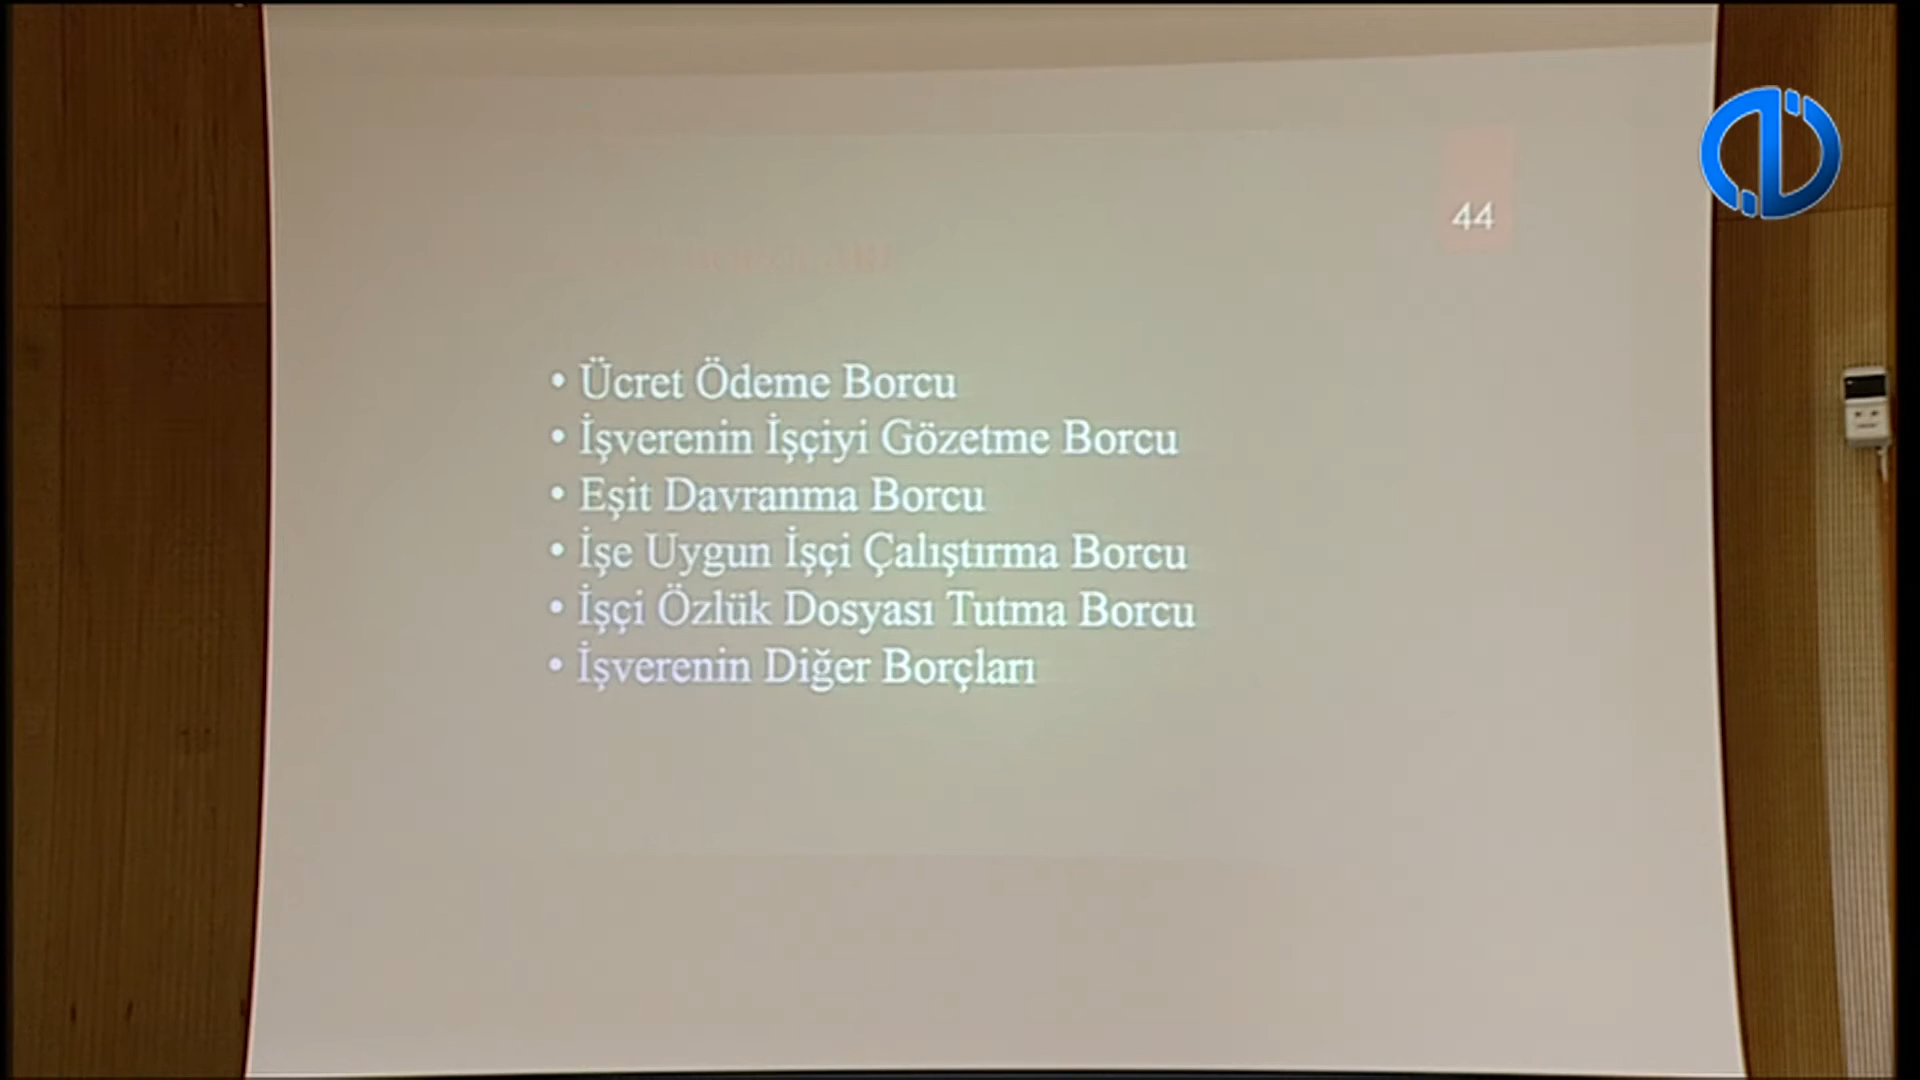 44
• Ücret Ödeme Borcu
• İşverenin İşçiyi Gözetme Borcu
• Eşit Davranma Borcu
• İşe Uygun İşçi Çalıştırma Borcu
• İşçi Özlük Dosyası Tutma Borcu
• İşverenin Diğer Borçları